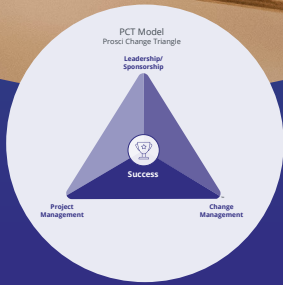 PCT Model
Prosci Change Triangle
Leadership/
Sponsorship
Success
Project
Management
Change
Management